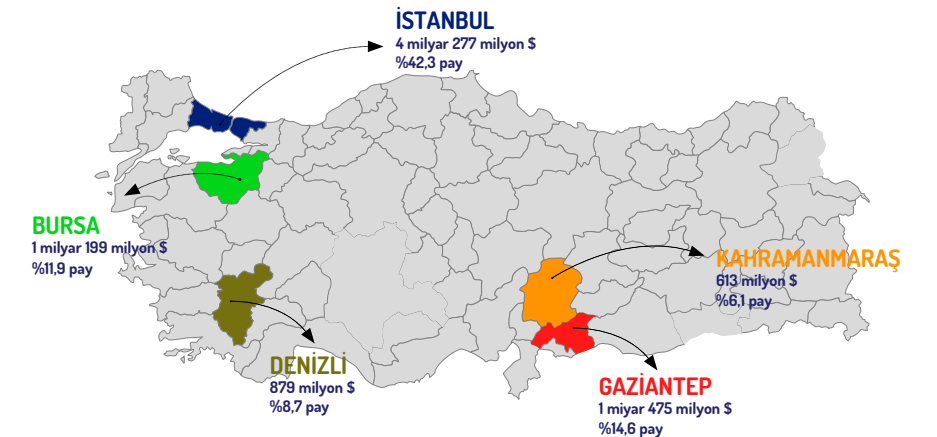 İSTANBUL
4 milyar 277 milyon $
%42,3 pay
BURSA
1 milyar 199 milyon $
%11,9 pay
KAHRAMANMARAŞ
613 milyon $
%6,1 pay
DENİZLİ
879 milyon $
%8,7 pay
GAZİANTEP
1 miyar 475 milyon $
%14,6 pay